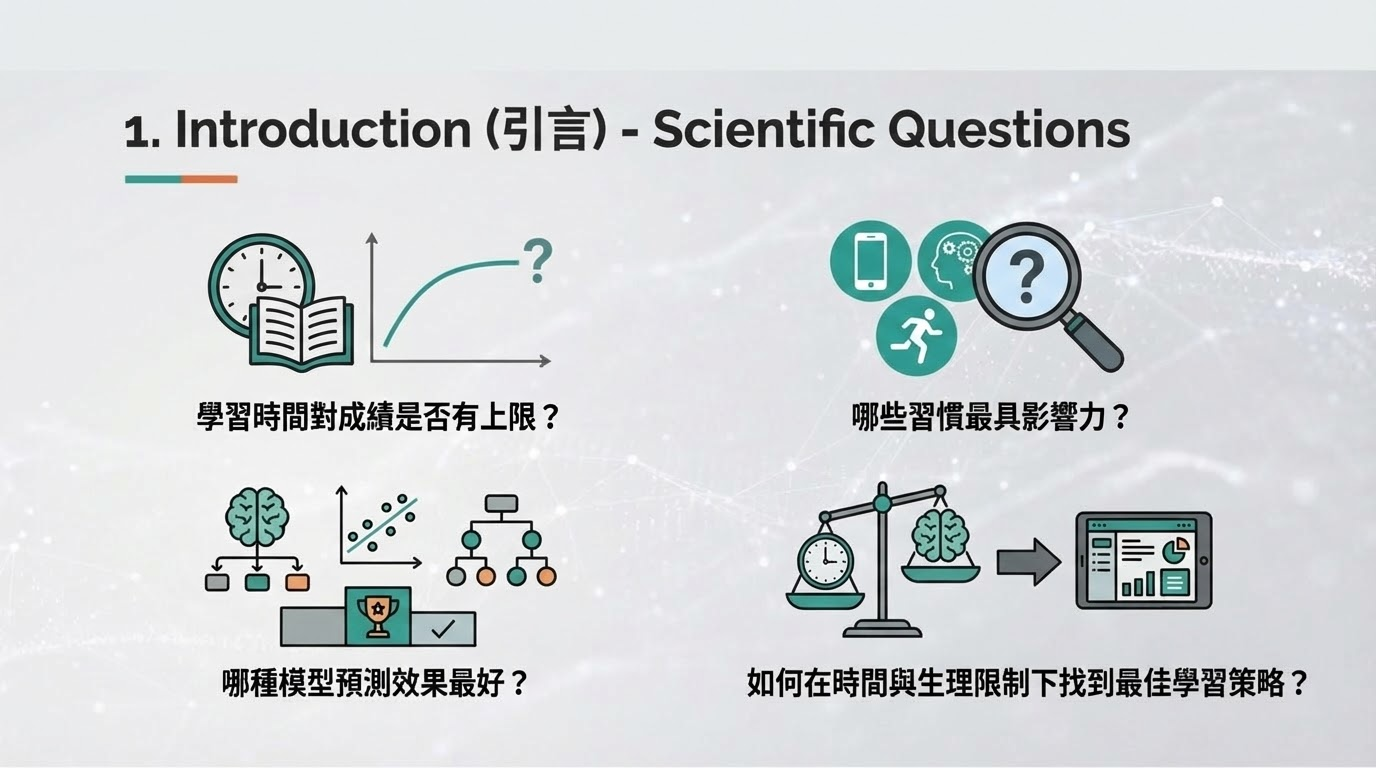 1. Introduction (引言) - Scientific Questions
?
?
學習時間對成績是否有上限？
哪些習慣最具影響力？
哪種模型預測效果最好？
如何在時間與生理限制下找到最佳學習策略？